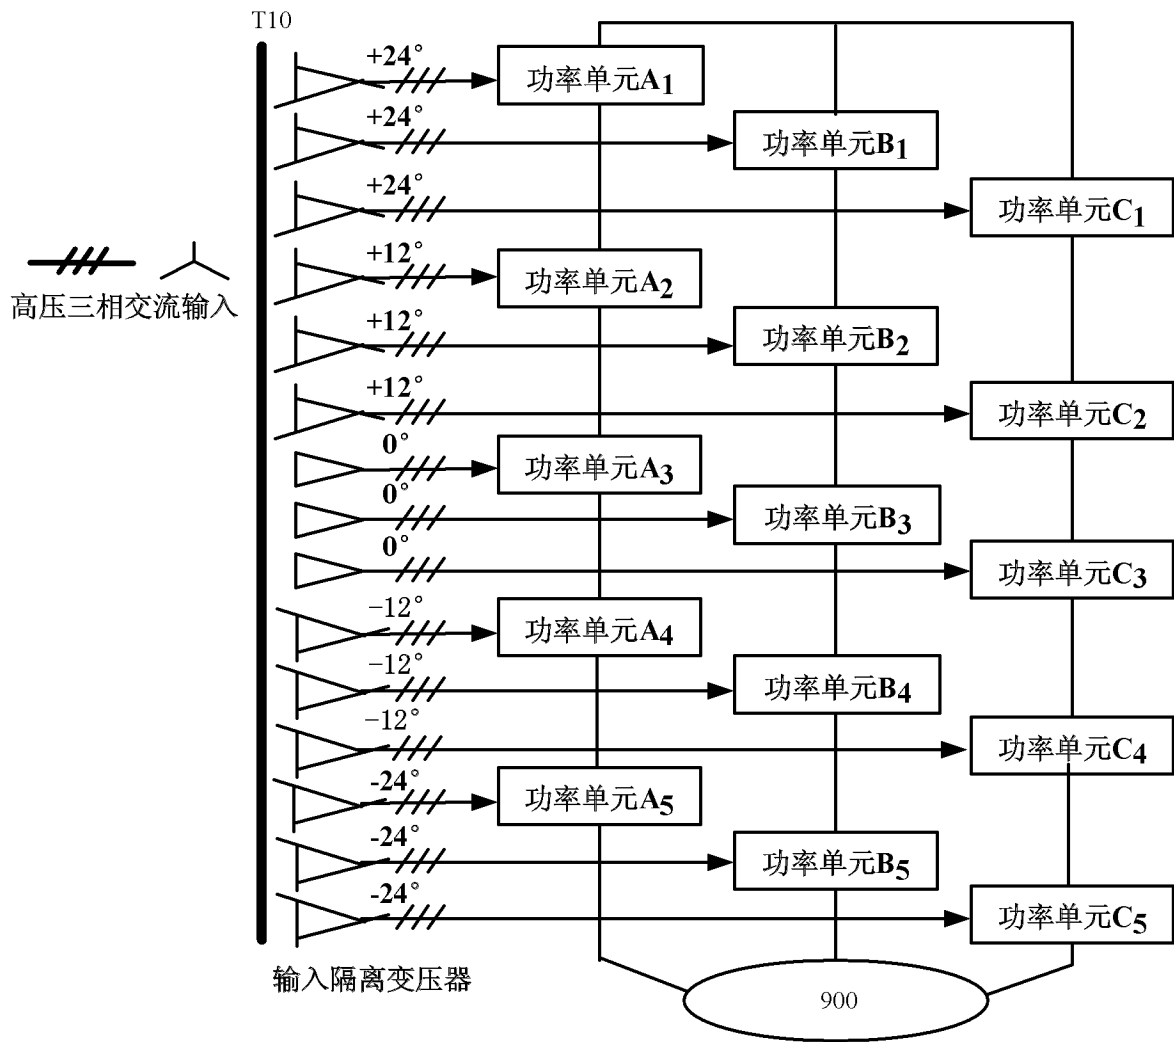 T10
+24°
功率单元A1
+24°
功率单元B1
+24°
功率单元C1
高压三相交流输入
+12°
功率单元A2
+12°
功率单元B2
+12°
功率单元C2
0°
功率单元A3
0°
功率单元B3
0°
功率单元C3
−12°
功率单元A4
−12°
功率单元B4
−12°
功率单元C4
-24°
功率单元A5
-24°
功率单元B5
-24°
功率单元C5
输入隔离变压器
900